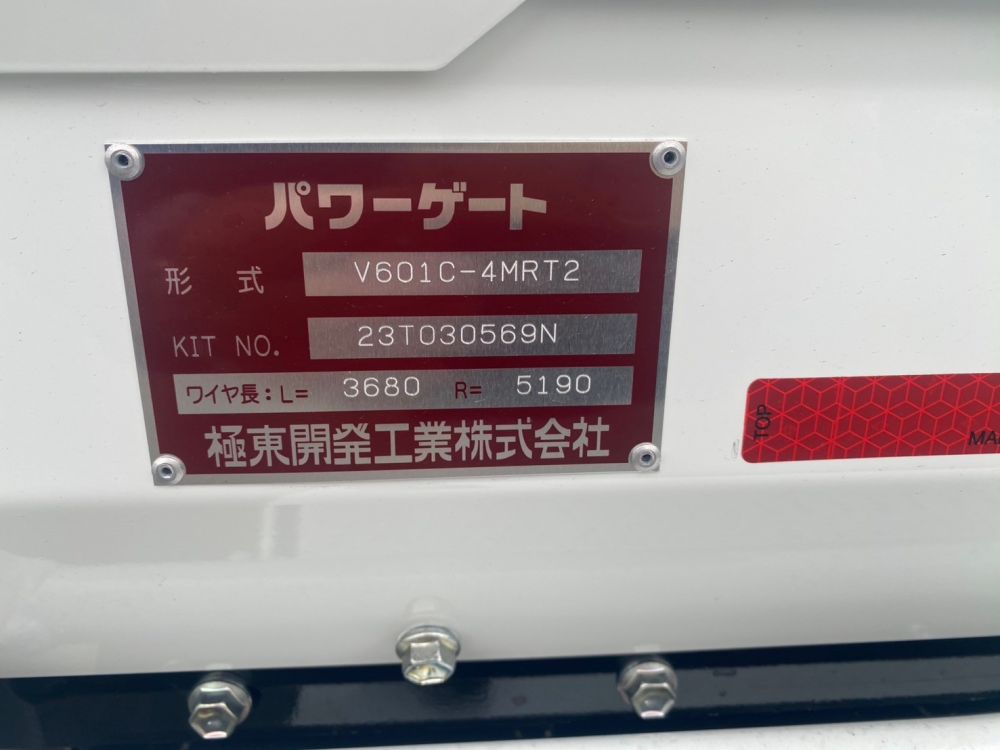 パワーゲート
形 式 V601C-4MRT2
KIT NO. 23T030569N
ワイヤ長：L= 3680 R= 5190
極東開発工業株式会社
TOP